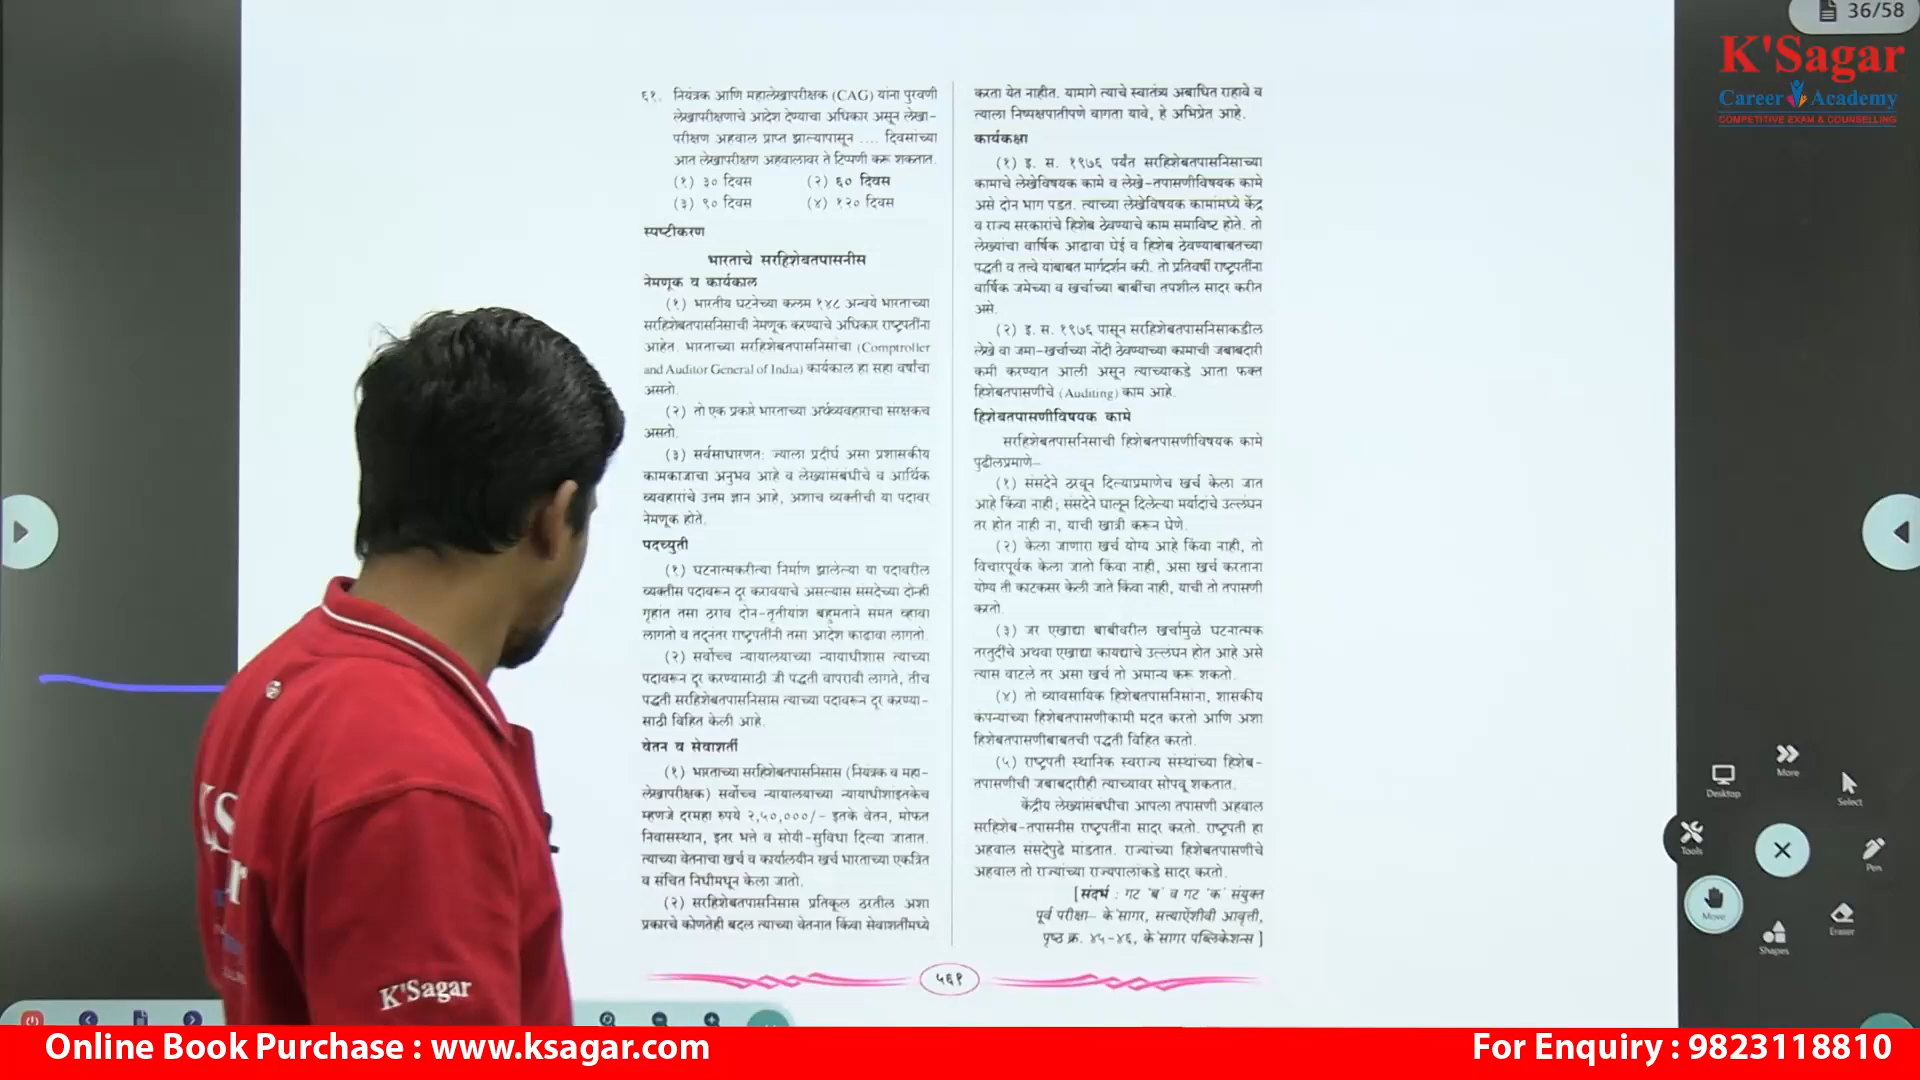 36/58
K'Sagar
Career Academy
COMPETITIVE EXAM & COUNSELLING
६१. नियंत्रक आणि महालेखापरीक्षक (CAG) यांना पुरवणी
लेखापरीक्षणाचे आदेश देण्याचा अधिकार असून लेखा-
परीक्षण अहवाल प्राप्त झाल्यापासून .... दिवसांच्या
आत लेखापरीक्षण अहवालावर ते टिप्पणी करू शकतात.
(१) ३० दिवस (२) ६० दिवस
(३) ९० दिवस (४) १२० दिवस
स्पष्टीकरण
भारताचे सरहिशेबतपासनीस
नेमणूक व कार्यकाल
(१) भारतीय घटनेच्या कलम १४८ अन्वये भारताच्या
सरहिशेबतपासनिसाची नेमणूक करण्याचे अधिकार राष्ट्रपतींना
आहेत. भारताच्या सरहिशेबतपासनिसांचा (Comptroller
and Auditor General of India) कार्यकाल हा सहा वर्षांचा
असतो.
(२) तो एक प्रकारे भारताच्या अर्थव्यवहाराचा संरक्षकच
असतो.
(३) सर्वसाधारणतः ज्याला प्रदीर्घ असा प्रशासकीय
कामकाजाचा अनुभव आहे व लेख्यांसंबंधीचे व आर्थिक
व्यवहारांचे उत्तम ज्ञान आहे, अशाच व्यक्तीची या पदावर
नेमणूक होते.
पदच्युती
(१) घटनात्मकरीत्या निर्माण झालेल्या या पदावरील
व्यक्तीस पदावरून दूर करावयाचे असल्यास संसदेच्या दोन्ही
गृहांत तसा ठराव दोन-तृतीयांश बहुमताने संमत व्हावा
लागतो व तद्नंतर राष्ट्रपतींनी तसा आदेश काढावा लागतो.
(२) सर्वोच्च न्यायालयाच्या न्यायाधीशास त्याच्या
पदावरून दूर करण्यासाठी जी पद्धती वापरावी लागते, तीच
पद्धती सरहिशेबतपासनिसास त्याच्या पदावरून दूर करण्या-
साठी विहित केली आहे.
वेतन व सेवाशर्ती
(१) भारताच्या सरहिशेबतपासनिसास (नियंत्रक व महा-
लेखापरीक्षक) सर्वोच्च न्यायालयाच्या न्यायाधीशांइतकेच
म्हणजे दरमहा रुपये २,५०,०००/- इतके वेतन, मोफत
निवासस्थान, इतर भत्ते व सोयी-सुविधा दिल्या जातात.
त्याच्या वेतनाचा खर्च व कार्यालयीन खर्च भारताच्या एकत्रित
व संचित निधीमधून केला जातो.
(२) सरहिशेबतपासनिसास प्रतिकूल ठरतील अशा
प्रकारचे कोणतेही बदल त्याच्या वेतनात किंवा सेवाशर्तींमध्ये
करता येत नाहीत. यामागे त्याचे स्वातंत्र्य अबाधित राहावे व
त्याला निष्पक्षपातीपणे वागता यावे, हे अभिप्रेत आहे.
कार्यकक्षा
(१) इ. स. १९७६ पर्यंत सरहिशेबतपासनिसाच्या
कामाचे लेखेविषयक कामे व लेखे-तपासणीविषयक कामे
असे दोन भाग पडत. त्याच्या लेखेविषयक कामांमध्ये केंद्र
व राज्य सरकारांचे हिशेब ठेवण्याचे काम समाविष्ट होते. तो
लेख्यांचा वार्षिक आढावा घेई व हिशेब ठेवण्याबाबतच्या
पद्धती व तत्त्वे यांबाबत मार्गदर्शन करी. तो प्रतिवर्षी राष्ट्रपतींना
वार्षिक जमेच्या व खर्चाच्या बाबींचा तपशील सादर करीत
असे.
(२) इ. स. १९७६ पासून सरहिशेबतपासनिसाकडील
लेखे वा जमा-खर्चाच्या नोंदी ठेवण्याच्या कामाची जबाबदारी
कमी करण्यात आली असून त्याच्याकडे आता फक्त
हिशेबतपासणीचे (Auditing) काम आहे.
हिशेबतपासणीविषयक कामे
सरहिशेबतपासनिसाची हिशेबतपासणीविषयक कामे
पुढीलप्रमाणे–
(१) संसदेने ठरवून दिल्याप्रमाणेच खर्च केला जात
आहे किंवा नाही; संसदेने घालून दिलेल्या मर्यादांचे उल्लंघन
तर होत नाही ना, याची खात्री करून घेणे.
(२) केला जाणारा खर्च योग्य आहे किंवा नाही, तो
विचारपूर्वक केला जातो किंवा नाही, असा खर्च करताना
योग्य ती काटकसर केली जाते किंवा नाही, याची तो तपासणी
करतो.
(३) जर एखाद्या बाबीवरील खर्चामुळे घटनात्मक
तरतुदींचे अथवा एखाद्या कायद्याचे उल्लंघन होत आहे असे
त्यास वाटले तर असा खर्च तो अमान्य करू शकतो.
(४) तो व्यावसायिक हिशेबतपासनिसांना, शासकीय
कंपन्यांच्या हिशेबतपासणीकामी मदत करतो आणि अशा
हिशेबतपासणीबाबतची पद्धती विहित करतो.
(५) राष्ट्रपती स्थानिक स्वराज्य संस्थांच्या हिशेब-
तपासणीची जबाबदारीही त्याच्यावर सोपवू शकतात.
केंद्रीय लेख्यांसंबंधीचा आपला तपासणी अहवाल
सरहिशेब-तपासनीस राष्ट्रपतींना सादर करतो. राष्ट्रपती हा
अहवाल संसदेपुढे मांडतात. राज्यांच्या हिशेबतपासणीचे
अहवाल तो राज्यांच्या राज्यपालांकडे सादर करतो.
[संदर्भ : गट 'ब' व गट 'क' संयुक्त
पूर्व परीक्षा– के'सागर, सत्त्याऐंशीवी आवृत्ती,
पृष्ठ क्र. ४५-४६, के'सागर पब्लिकेशन्स ]
५६१
More
Desktop
Select
Tools
Pen
Move
Eraser
Shapes
K'Sagar
Online Book Purchase : www.ksagar.com
For Enquiry : 9823118810